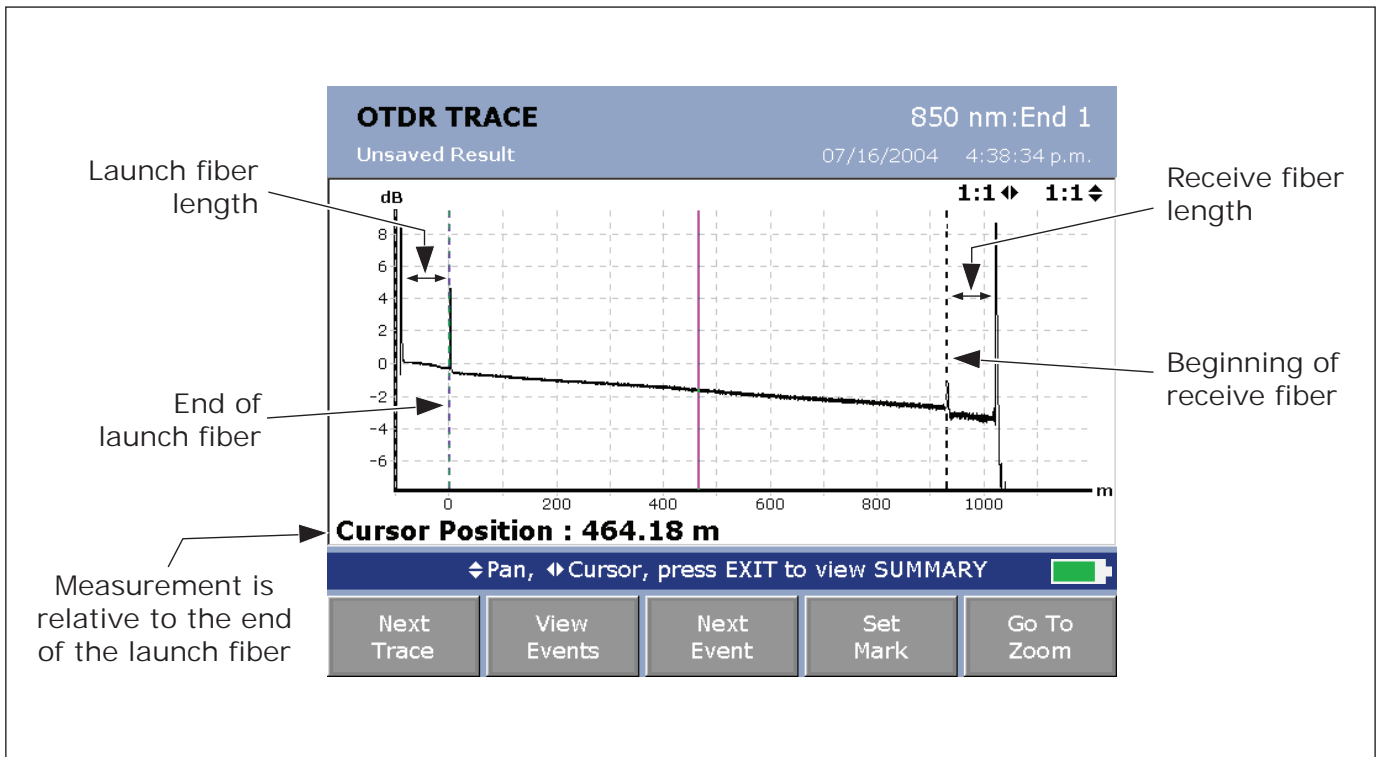 OTDR TRACE
850 nm:End 1
Unsaved Result
07/16/2004 4:38:34 p.m.
Launch fiber
length
Receive fiber
length
dB
1:1
1:1
8
6
4
2
0
-2
-4
-6
End of
launch fiber
Beginning of
receive fiber
0 200 400 600 800 1000
m
Cursor Position : 464.18 m
Pan, Cursor, press EXIT to view SUMMARY
Measurement is
relative to the end
of the launch fiber
Next
Trace
View
Events
Next
Event
Set
Mark
Go To
Zoom